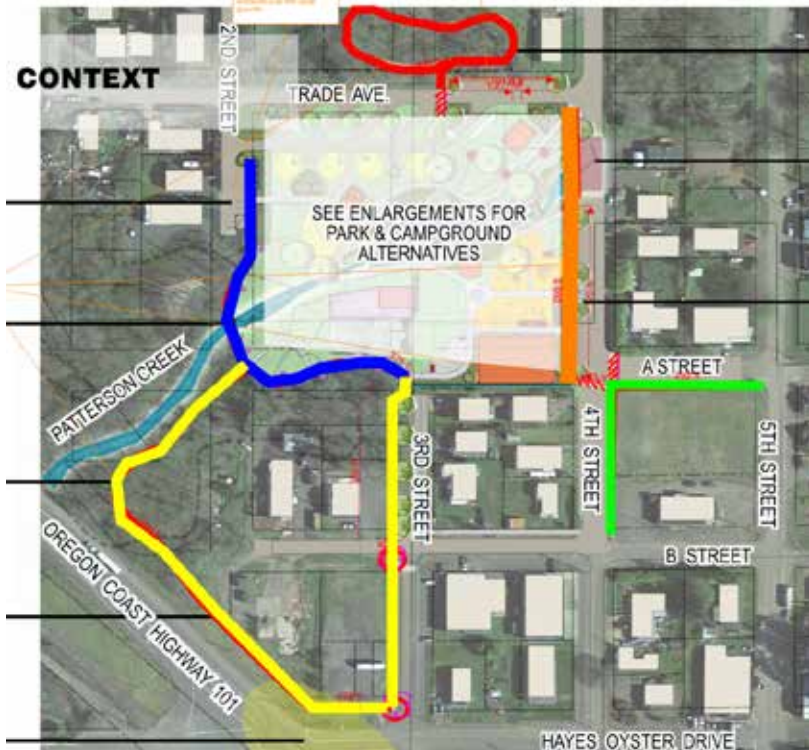 CONTEXT
2ND STREET
TRADE AVE.
SEE ENLARGEMENTS FOR
PARK & CAMPGROUND
ALTERNATIVES
PATTERSON CREEK
A STREET
3RD STREET
4TH STREET
5TH STREET
B STREET
OREGON COAST HIGHWAY 101
HAYES OYSTER DRIVE